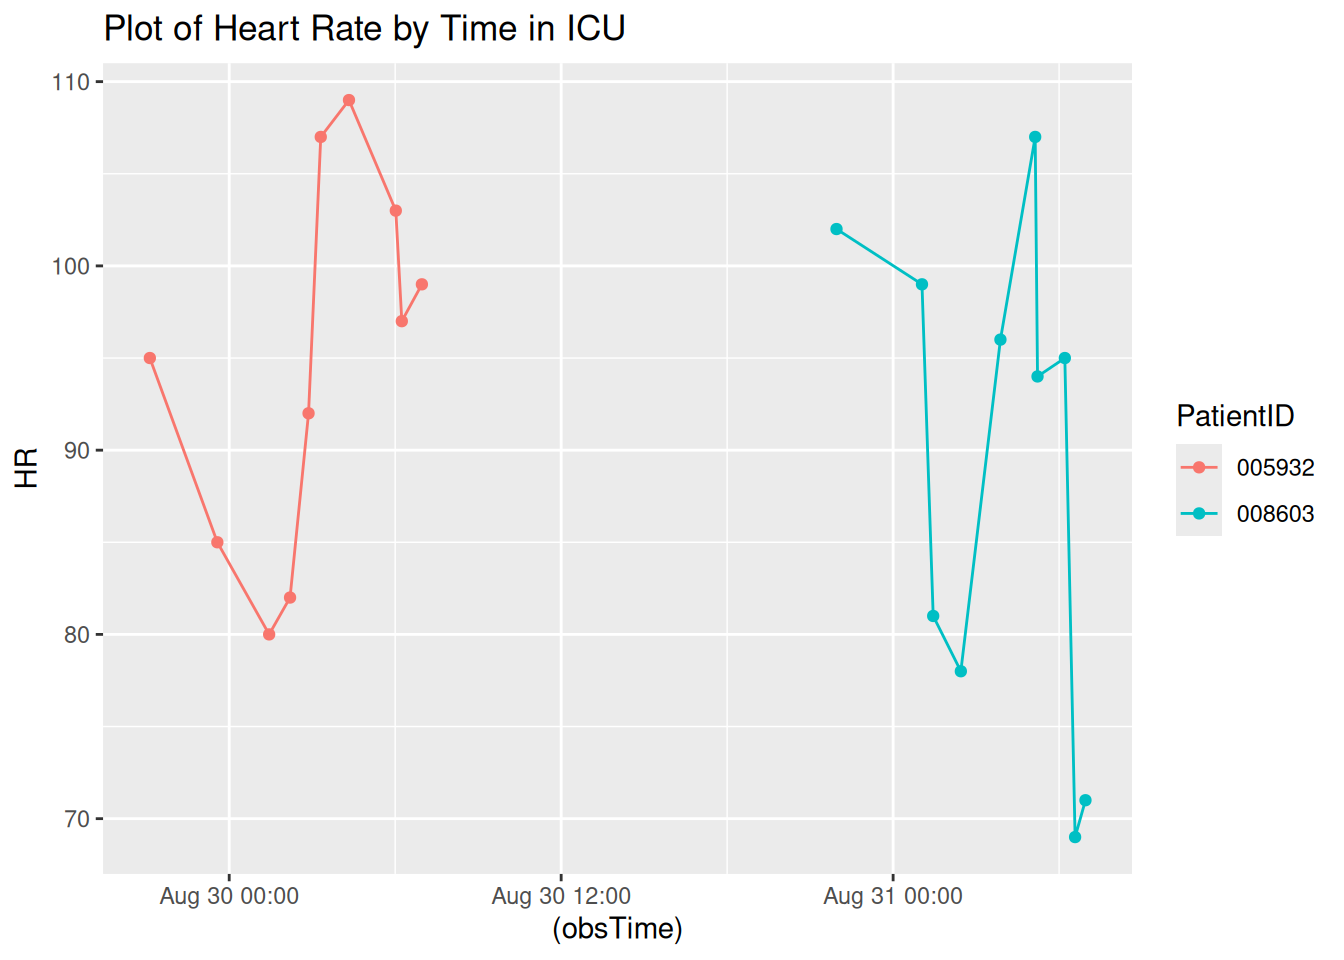 Plot of Heart Rate by Time in ICU
110
100
90
80
70
HR
Aug 30 00:00
Aug 30 12:00
Aug 31 00:00
(obsTime)
PatientID
005932
008603